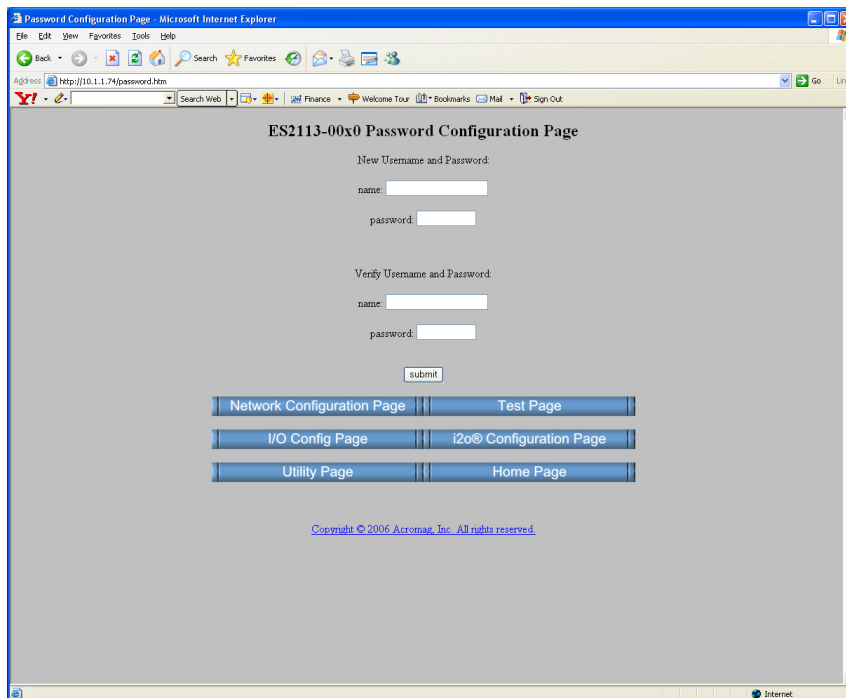 Password Configuration Page - Microsoft Internet Explorer
File Edit View Favorites Tools Help
Back Search Favorites
Address http://10.1.1.74/password.htm Go
Y! Search Web Finance Welcome Tour Bookmarks Mail Sign Out
ES2113-00x0 Password Configuration Page
New Username and Password:
name:
password:
Verify Username and Password:
name:
password:
submit
Network Configuration Page Test Page
I/O Config Page i2o® Configuration Page
Utility Page Home Page
Copyright © 2006 Acromag, Inc. All rights reserved.
Internet